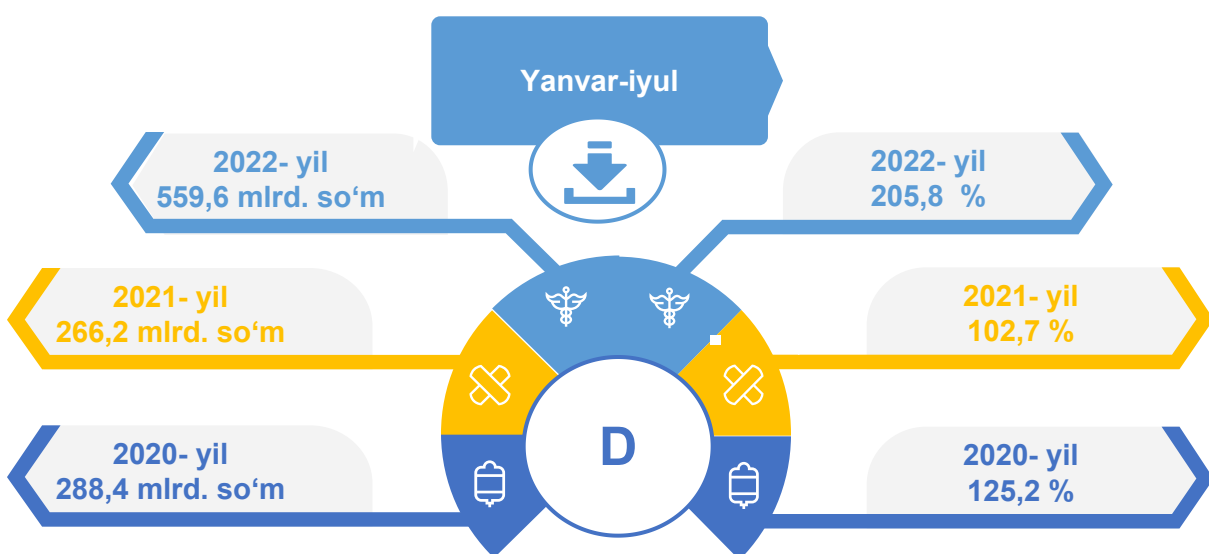 Yanvar-iyul
2022- yil
559,6 mlrd. so‘m
2022- yil
205,8 %
2021- yil
266,2 mlrd. so‘m
2021- yil
102,7 %
2020- yil
288,4 mlrd. so‘m
2020- yil
125,2 %
D